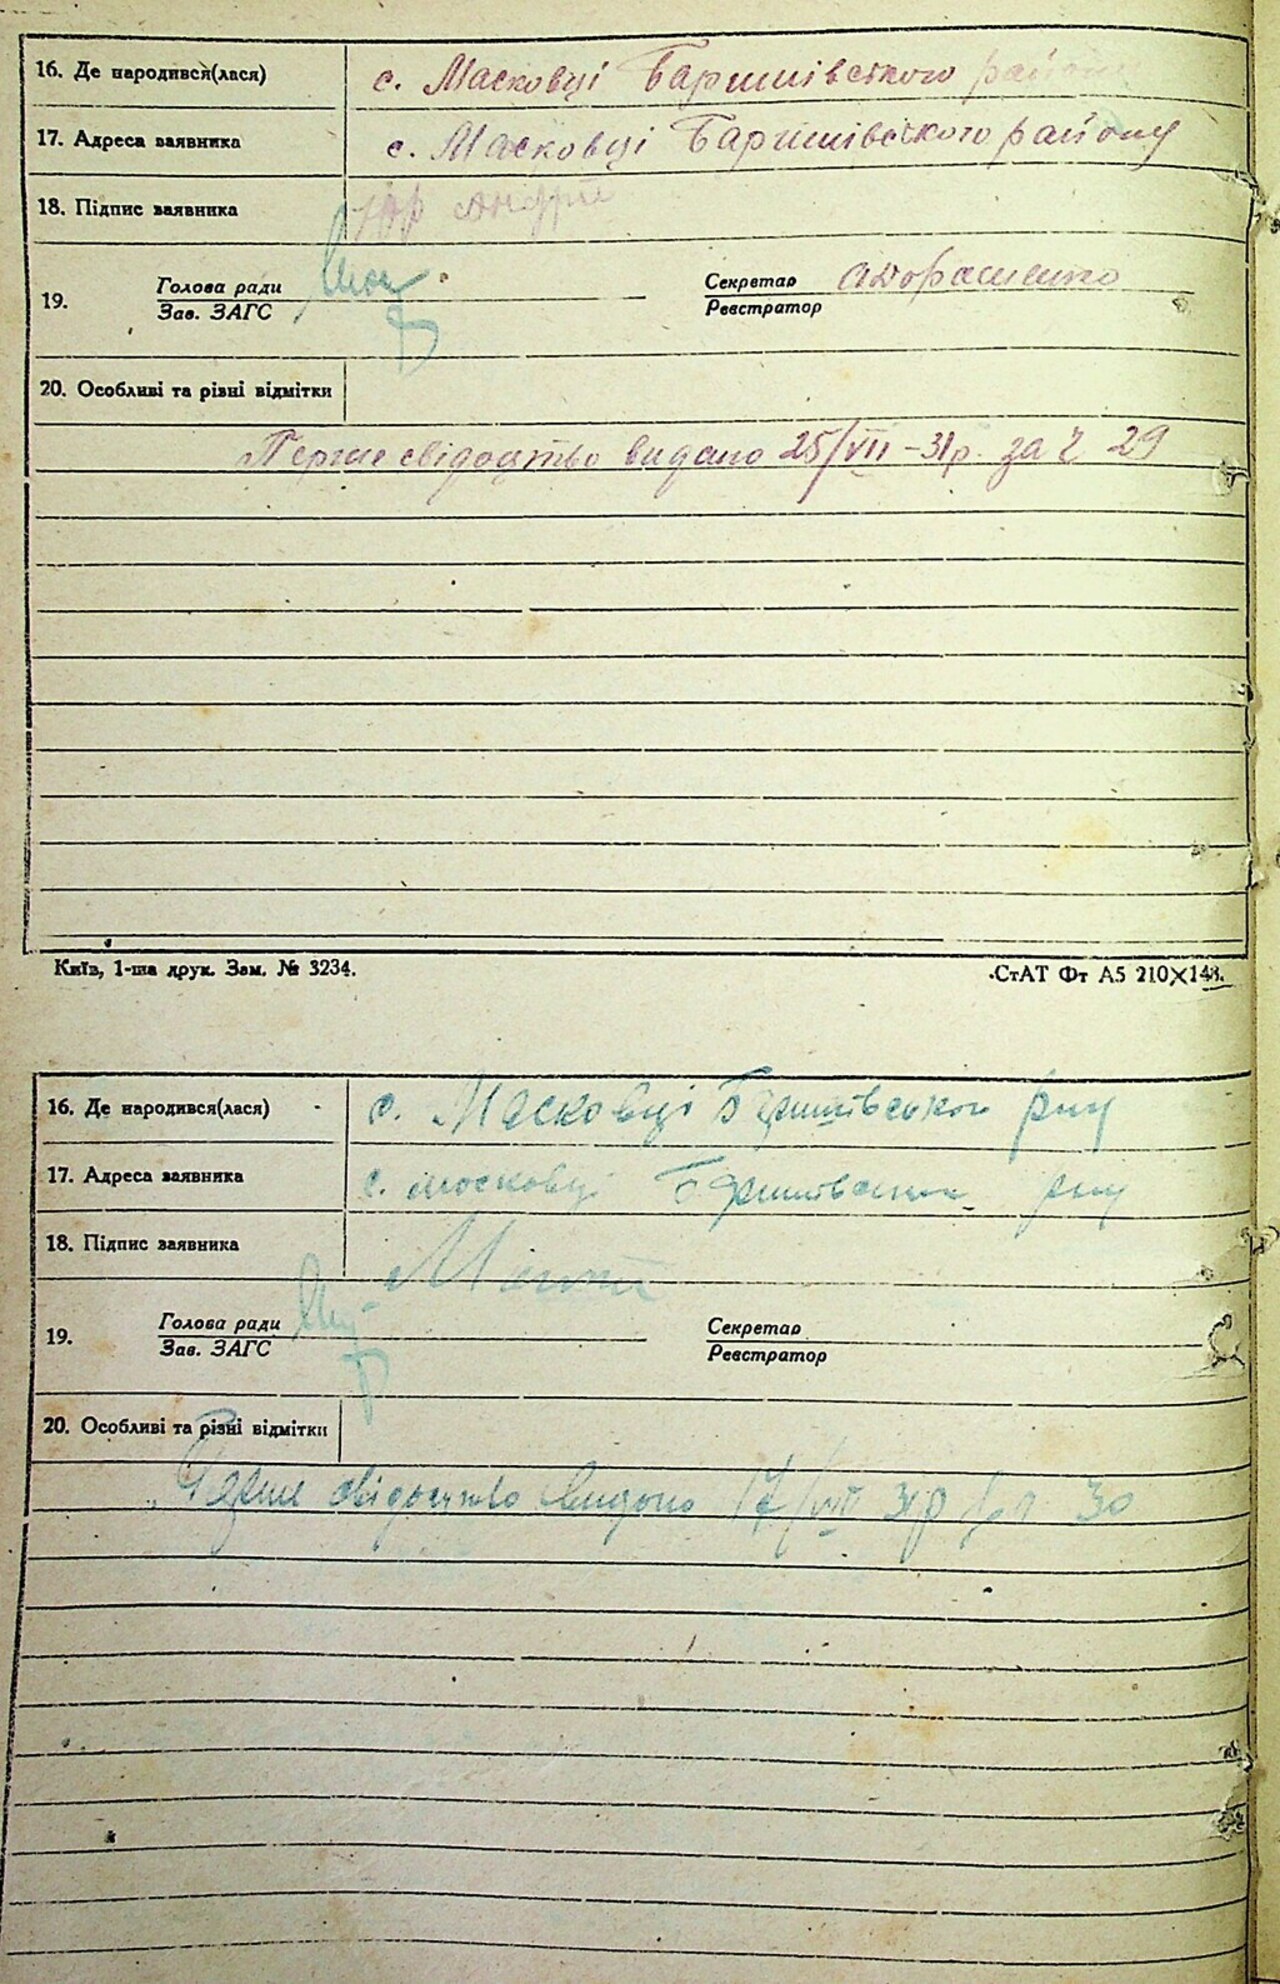 16. Де народився(лася) с. Масковці Баришівського району
17. Адреса заявника с. Масковці Баришівського району
18. Підпис заявника
19. Голова ради Секретар
Зав. ЗАГС Реєстратор
20. Особливі та різні відмітки
Перше свідоцтво видано 25/VII – 31р. за Ч 29
Київ, 1-ша друк. Зам. № 3234. СтАТ Фт А5 210×148.
16. Де народився(лася) с. Масковці Баришівського р-ну
17. Адреса заявника с. Масковці р-ну
18. Підпис заявника
19. Голова ради Секретар
Зав. ЗАГС Реєстратор
20. Особливі та різні відмітки
Перше свідоцтво видано 31р 30